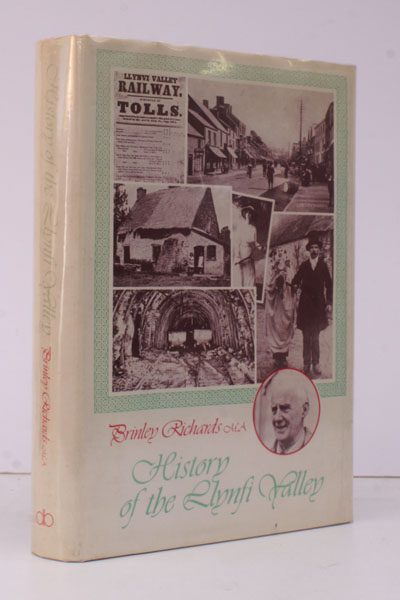 LLYNVI VALLEY
RAILWAY.
TOLLS.
Brinley Richards M.A.
History
of the Llynfi Valley
History of the Llynfi Valley
Brinley Richards M.A.